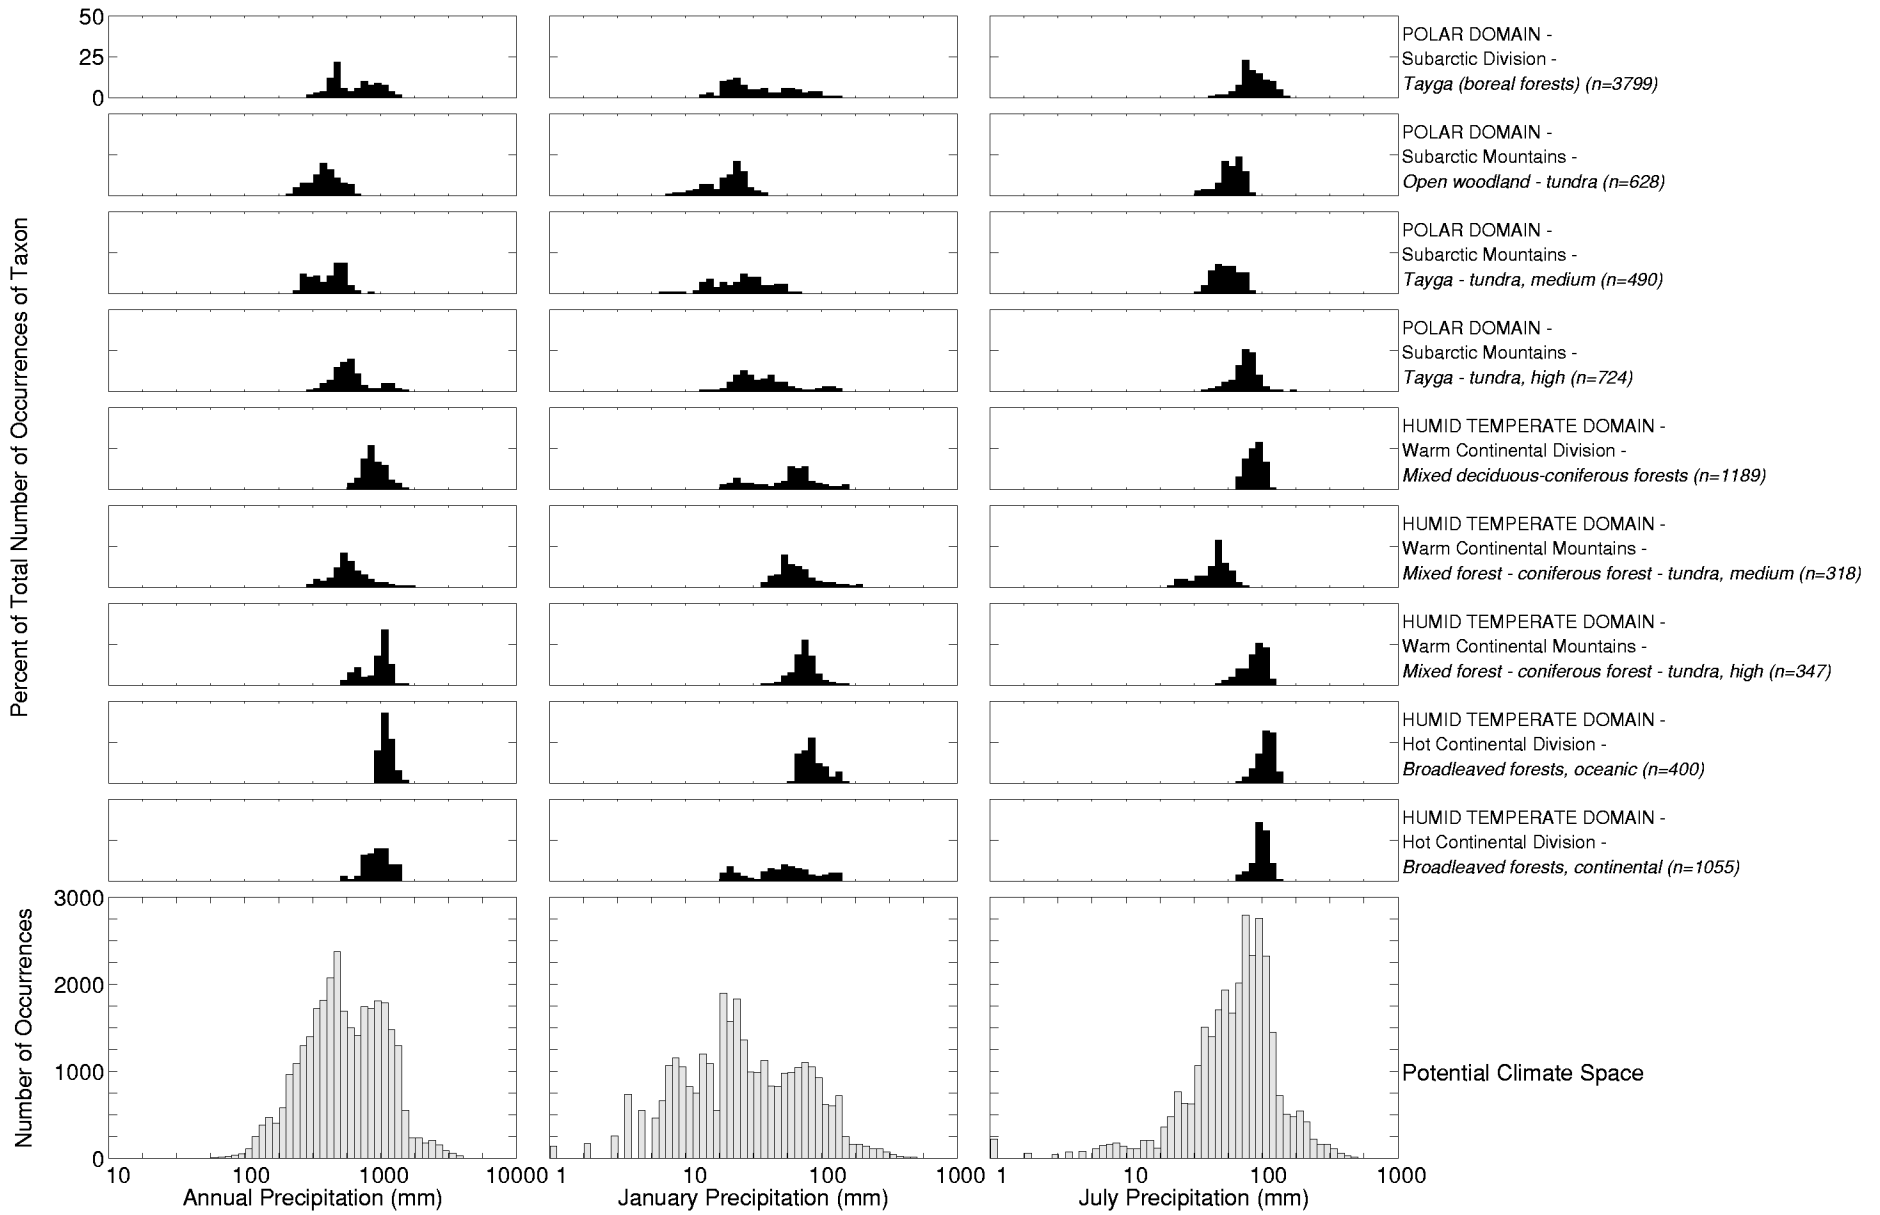 50
25
0
POLAR DOMAIN -
Subarctic Division -
Tayga (boreal forests) (n=3799)
POLAR DOMAIN -
Subarctic Mountains -
Open woodland - tundra (n=628)
POLAR DOMAIN -
Subarctic Mountains -
Tayga - tundra, medium (n=490)
POLAR DOMAIN -
Subarctic Mountains -
Tayga - tundra, high (n=724)
HUMID TEMPERATE DOMAIN -
Warm Continental Division -
Mixed deciduous-coniferous forests (n=1189)
HUMID TEMPERATE DOMAIN -
Warm Continental Mountains -
Mixed forest - coniferous forest - tundra, medium (n=318)
HUMID TEMPERATE DOMAIN -
Warm Continental Mountains -
Mixed forest - coniferous forest - tundra, high (n=347)
HUMID TEMPERATE DOMAIN -
Hot Continental Division -
Broadleaved forests, oceanic (n=400)
HUMID TEMPERATE DOMAIN -
Hot Continental Division -
Broadleaved forests, continental (n=1055)
Percent of Total Number of Occurrences of Taxon
Number of Occurrences
3000
2000
1000
0
Potential Climate Space
10 100 1000 10000
1 10 100 1000
1 10 100 1000
Annual Precipitation (mm)
January Precipitation (mm)
July Precipitation (mm)